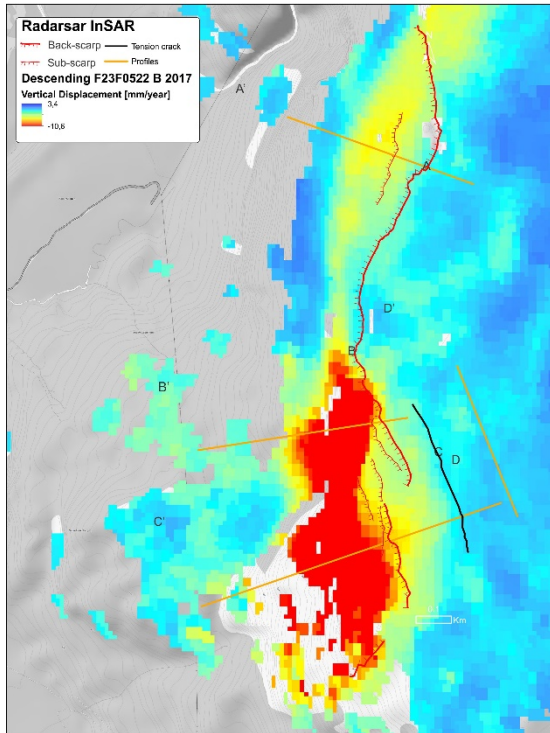 Radarsar InSAR
Back-scarp Tension crack
Sub-scarp Profiles
Descending F23F0522 B 2017
Vertical Displacement [mm/year]
3,4
-10,6
A'
A
D'
B
B'
C
D
C'
Km